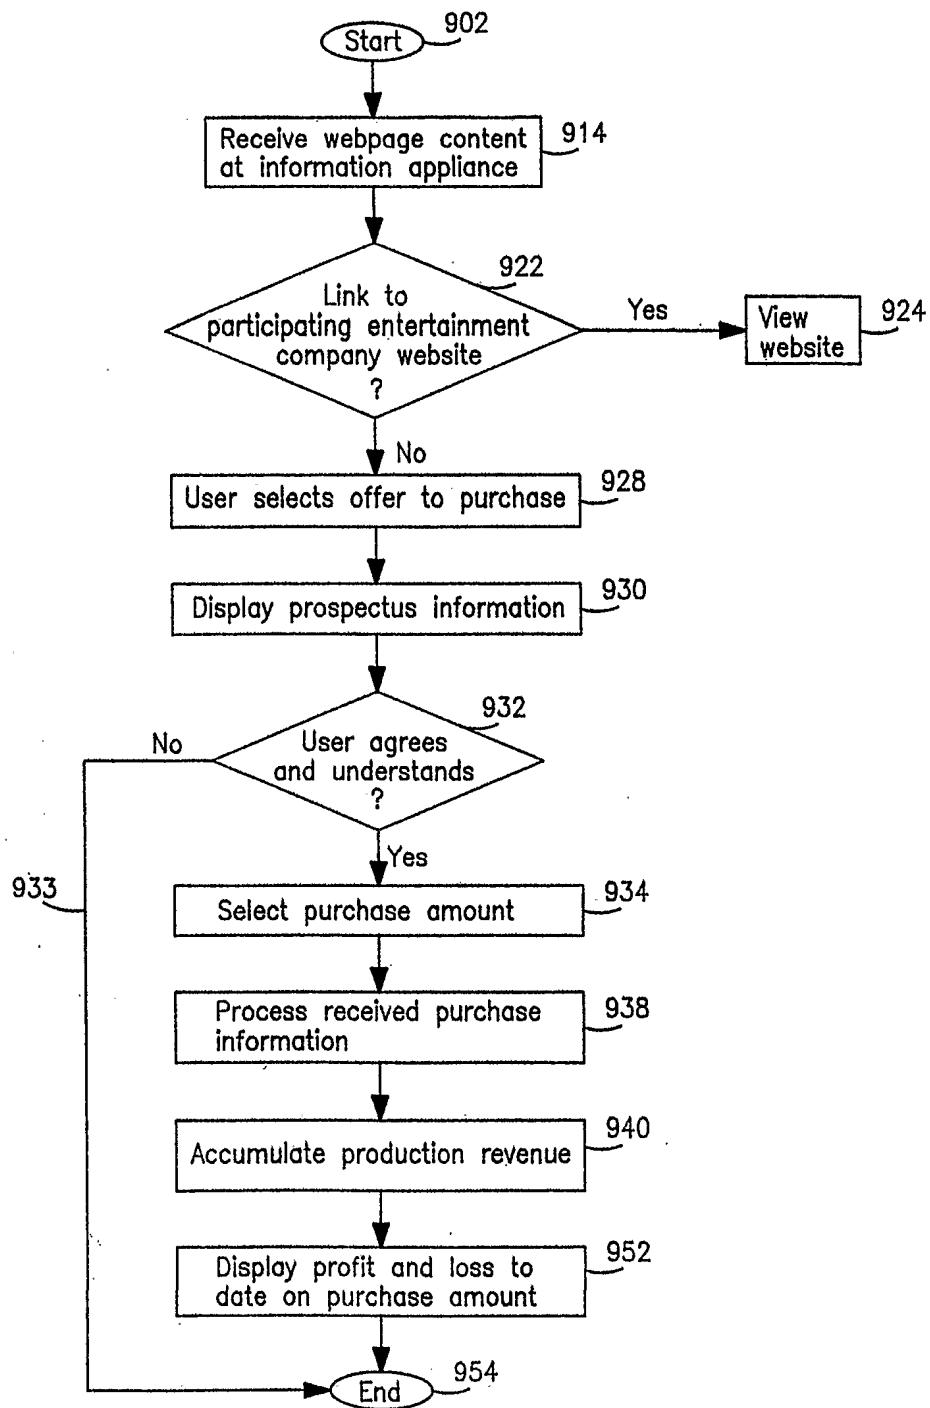 Start
902
Receive webpage content
at information appliance
914
922
Link to
participating entertainment
company website
?
Yes
View
website
924
No
User selects offer to purchase
928
Display prospectus information
930
932
User agrees
and understands
?
No
Yes
933
Select purchase amount
934
Process received purchase
information
938
Accumulate production revenue
940
Display profit and loss to
date on purchase amount
952
End
954